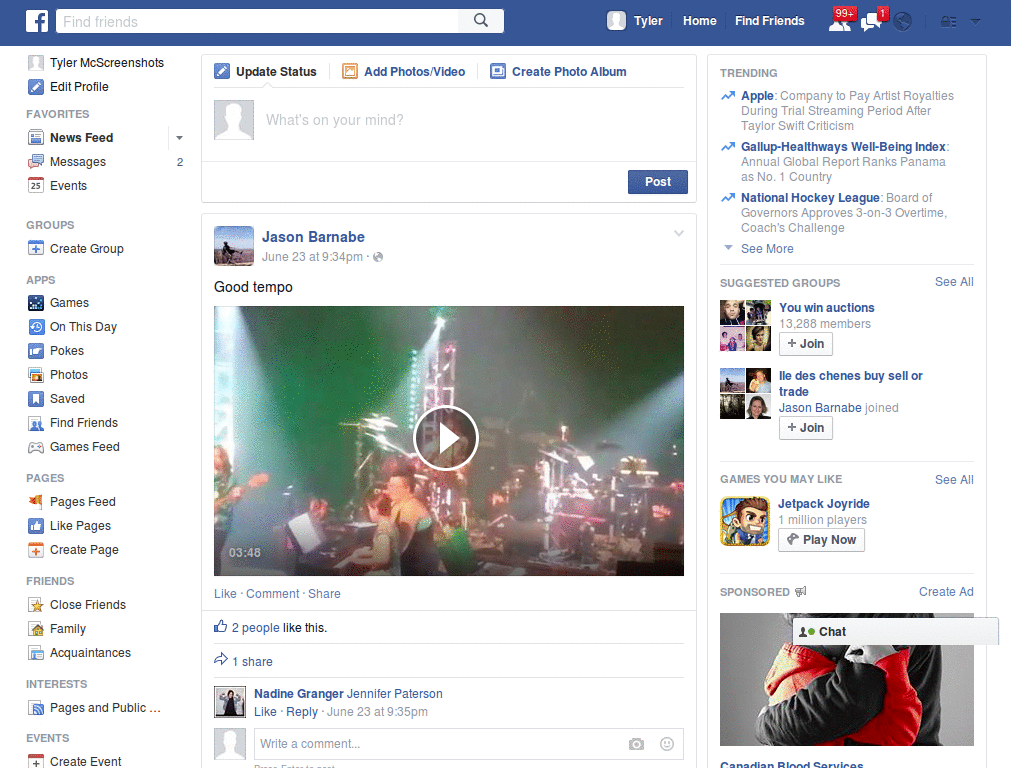 f
Find friends
Tyler Home Find Friends
99+
1
Tyler McScreenshots
Edit Profile
FAVORITES
News Feed
Messages 2
25 Events
GROUPS
Create Group
APPS
Games
On This Day
Pokes
Photos
Saved
Find Friends
Games Feed
PAGES
Pages Feed
Like Pages
Create Page
FRIENDS
Close Friends
Family
Acquaintances
INTERESTS
Pages and Public ...
EVENTS
Create Event
Update Status Add Photos/Video Create Photo Album
What's on your mind?
Post
Jason Barnabe
June 23 at 9:34pm ·
Good tempo
03:48
Like · Comment · Share
2 people like this.
1 share
Nadine Granger Jennifer Paterson
Like · Reply · June 23 at 9:35pm
Write a comment...
Press Enter to post.
TRENDING
Apple: Company to Pay Artist Royalties
During Trial Streaming Period After
Taylor Swift Criticism
Gallup-Healthways Well-Being Index:
Annual Global Report Ranks Panama
as No. 1 Country
National Hockey League: Board of
Governors Approves 3-on-3 Overtime,
Coach's Challenge
See More
SUGGESTED GROUPS See All
You win auctions
13,288 members
+ Join
Ile des chenes buy sell or
trade
Jason Barnabe joined
+ Join
GAMES YOU MAY LIKE See All
Jetpack Joyride
1 million players
Play Now
SPONSORED Create Ad
Chat
Canadian Blood Services